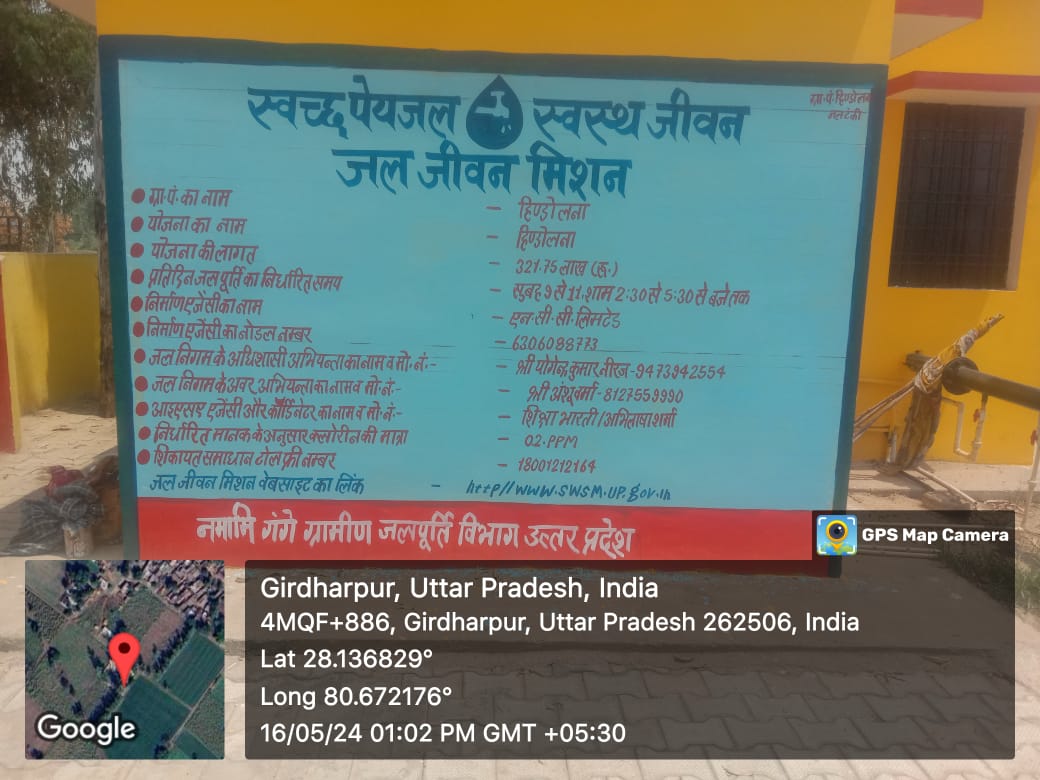 स्वच्छ पेयजल स्वस्थ जीवन
जल जीवन मिशन
ग्रा.पं. हिण्डोलना
ग्रा.पं. का नाम – हिण्डोलना
योजना का नाम – हिण्डोलना
योजना की लागत – 321.75 लाख (रू.)
प्रतिदिन जल पूर्ति का निर्धारित समय – सुबह 9 से 11, शाम 2:30 से 5:30 से बजे तक
निर्माण एजेंसी का नाम – एन.सी.सी. लिमटेड
निर्माण एजेंसी का नोडल नम्बर – 6306088773
जल निगम के अधिशासी अभियन्ता का नाम व मो. नं.:- – श्री योगेन्द्र कुमार नीरज-9473942554
जल निगम के अवर अभियन्ता का नाम व मो. नं.- – श्री अंशू वर्मा-8127559990
आइएसए एजेंसी और कॉर्डिनेटर का नाम व मो. नं.- – शिक्षा भारती/अभिलाषा शर्मा
निर्धारित मानक के अनुसार क्लोरीन की मात्रा – 02.PPM
शिकायत समाधान टोल फ्री नम्बर – 18001212164
जल जीवन मिशन वेबसाइट का लिंक – http//www.swsm.up.gov.in
नमामि गंगे ग्रामीण जलपूर्ति विभाग उत्तर प्रदेश
GPS Map Camera
Girdharpur, Uttar Pradesh, India
4MQF+886, Girdharpur, Uttar Pradesh 262506, India
Lat 28.136829°
Long 80.672176°
16/05/24 01:02 PM GMT +05:30
Google